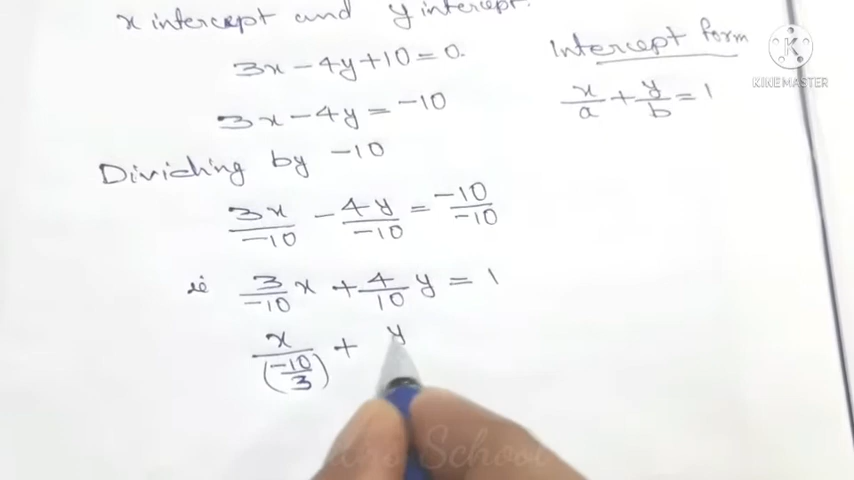 x intercept and y intercept.
3x - 4y + 10 = 0.
3x - 4y = -10
Dividing by -10
3x/-10 - 4y/-10 = -10/-10
ie 3/-10 x + 4/10 y = 1
x/(-10/3) + y
Intercept form
x/a + y/b = 1
KINEMASTER
School